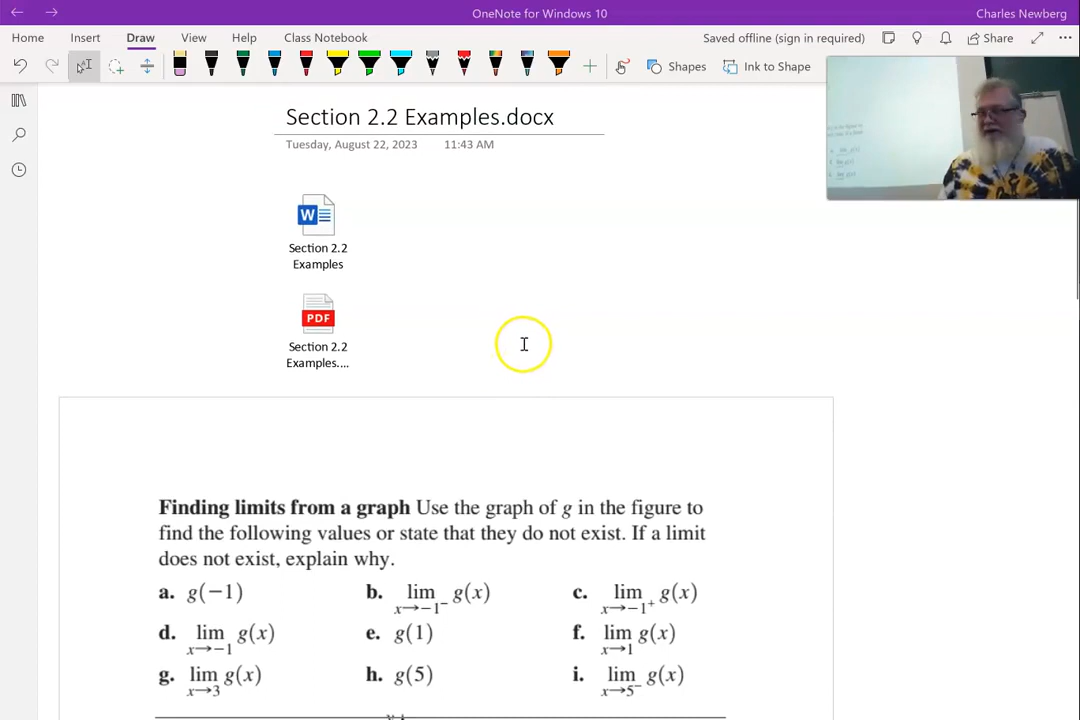 OneNote for Windows 10
Charles Newberg
Home Insert Draw View Help Class Notebook
Saved offline (sign in required)
Share
Shapes
Ink to Shape
Section 2.2 Examples.docx
Tuesday, August 22, 2023 11:43 AM
W
Section 2.2
Examples
PDF
Section 2.2
Examples....
Finding limits from a graph Use the graph of g in the figure to
find the following values or state that they do not exist. If a limit
does not exist, explain why.
a. g(−1) b. lim x→−1⁻ g(x) c. lim x→−1⁺ g(x)
d. lim x→−1 g(x) e. g(1) f. lim x→1 g(x)
g. lim x→3 g(x) h. g(5) i. lim x→5⁻ g(x)